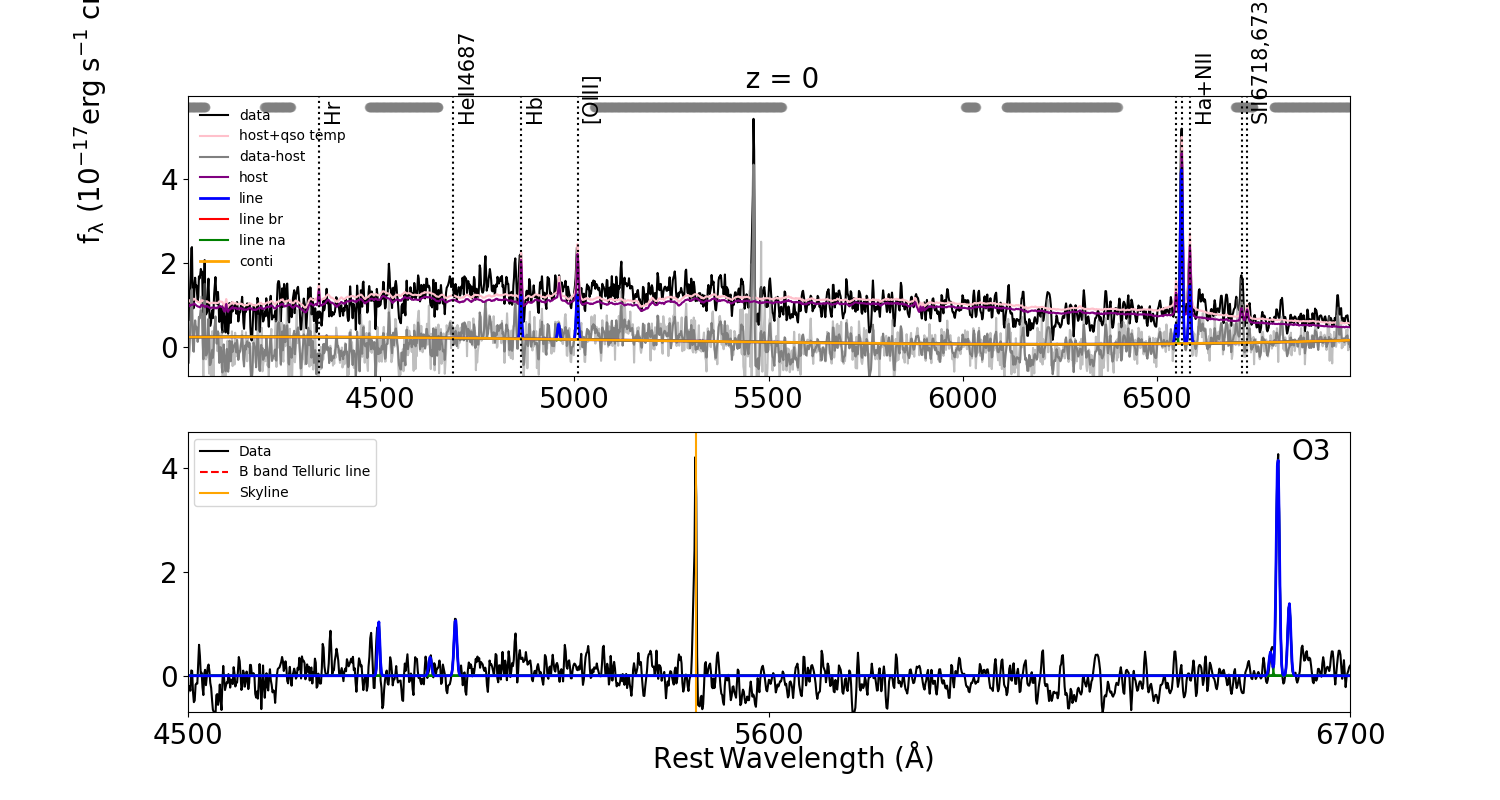 z = 0
fλ (10−17erg s−1 c
Hr
HeII4687
Hb
[OIII]
Ha+NII
SII6718,673
data
host+qso temp
data-host
host
line
line br
line na
conti
4
2
0
4500
5000
5500
6000
6500
Data
B band Telluric line
Skyline
O3
4
2
0
4500
5600
6700
Rest Wavelength (Å)